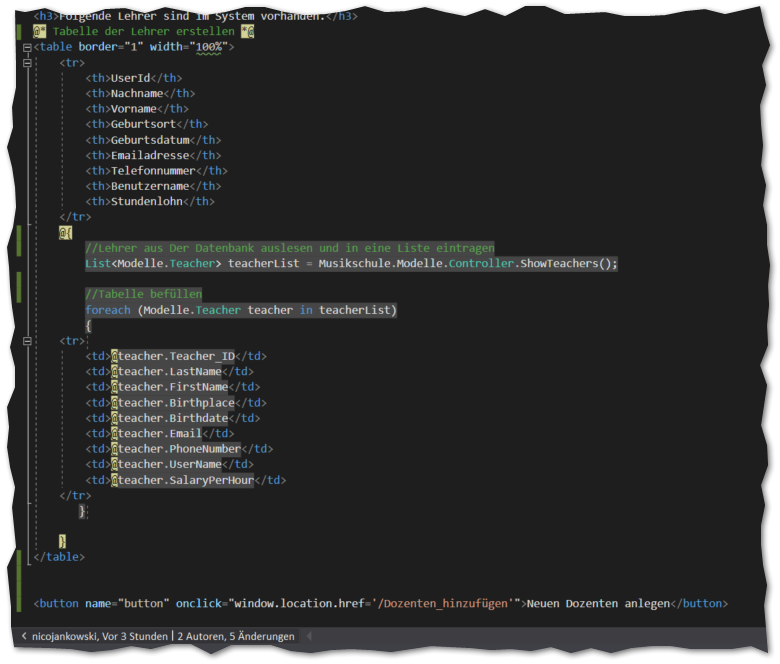 <h3>Folgende Lehrer sind im System vorhanden.</h3>
@* Tabelle der Lehrer erstellen *@
<table border="1" width="100%">
<tr>
<th>UserId</th>
<th>Nachname</th>
<th>Vorname</th>
<th>Geburtsort</th>
<th>Geburtsdatum</th>
<th>Emailadresse</th>
<th>Telefonnummer</th>
<th>Benutzername</th>
<th>Stundenlohn</th>
</tr>
@{
//Lehrer aus Der Datenbank auslesen und in eine Liste eintragen
List<Modelle.Teacher> teacherList = Musikschule.Modelle.Controller.ShowTeachers();
//Tabelle befüllen
foreach (Modelle.Teacher teacher in teacherList)
{
<tr>
<td>@teacher.Teacher_ID</td>
<td>@teacher.LastName</td>
<td>@teacher.FirstName</td>
<td>@teacher.Birthplace</td>
<td>@teacher.Birthdate</td>
<td>@teacher.Email</td>
<td>@teacher.PhoneNumber</td>
<td>@teacher.UserName</td>
<td>@teacher.SalaryPerHour</td>
</tr>
}
}
</table>
<button name="button" onclick="window.location.href='/Dozenten_hinzufügen'">Neuen Dozenten anlegen</button>
nicojankowski, Vor 3 Stunden | 2 Autoren, 5 Änderungen